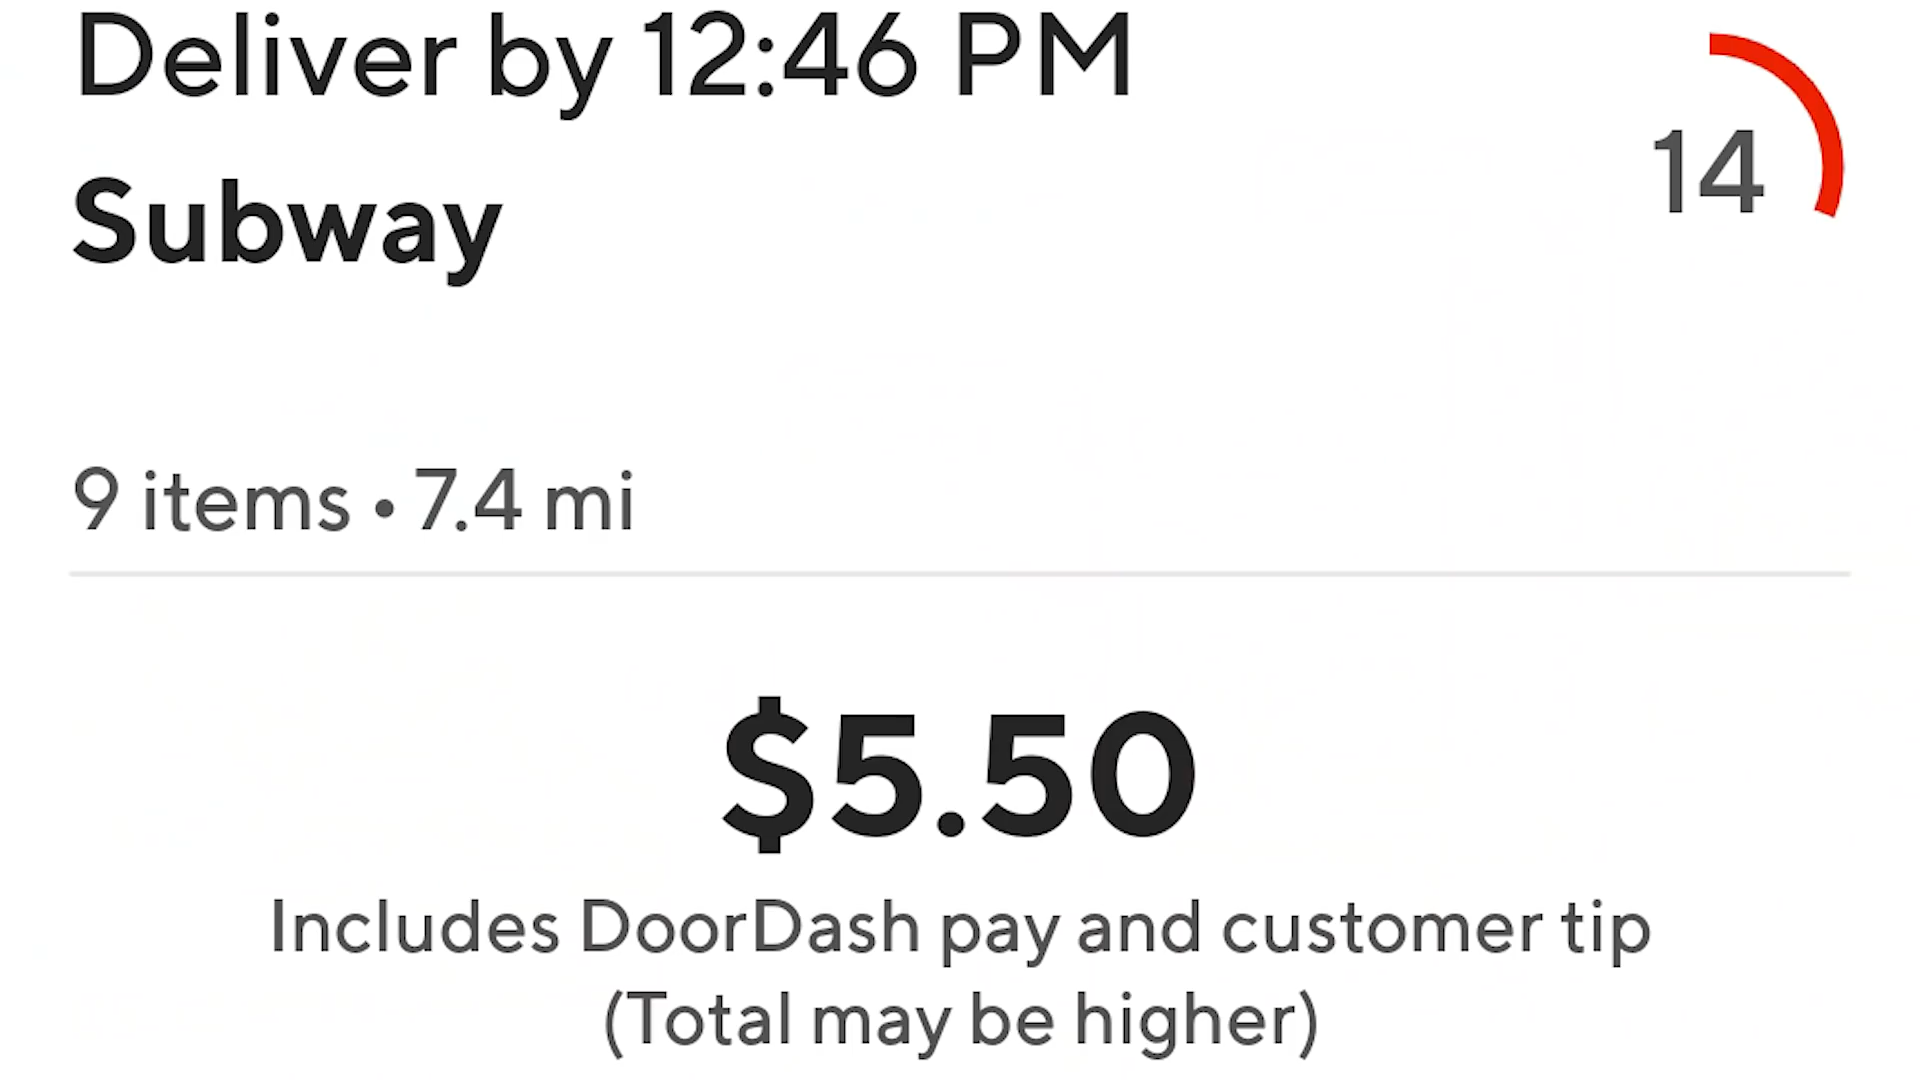 Deliver by 12:46 PM
14
Subway
9 items • 7.4 mi
$5.50
Includes DoorDash pay and customer tip
(Total may be higher)